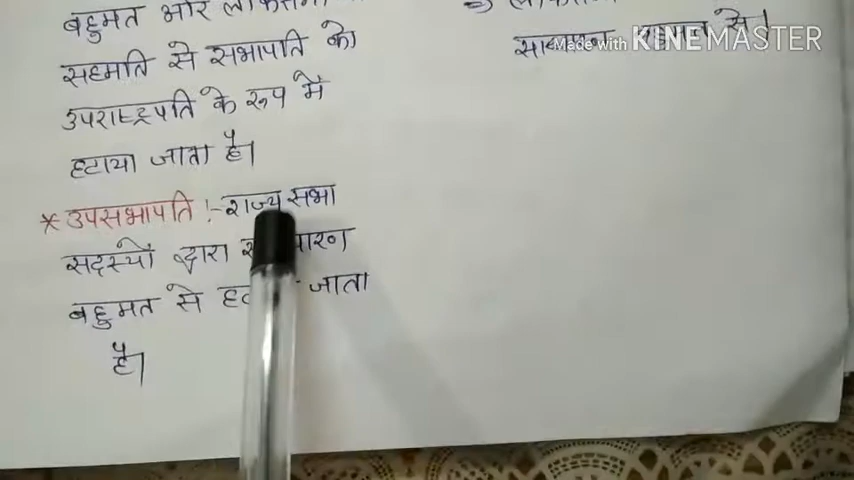 बहुमत और
सहमति से सभापति को
उपराष्ट्रपति के रूप में
हटाया जाता है।
* उपसभापति :- राज्य सभा
सदस्यों द्वारा
बहुमत से जाता
है।
से।
Made with KINEMASTER